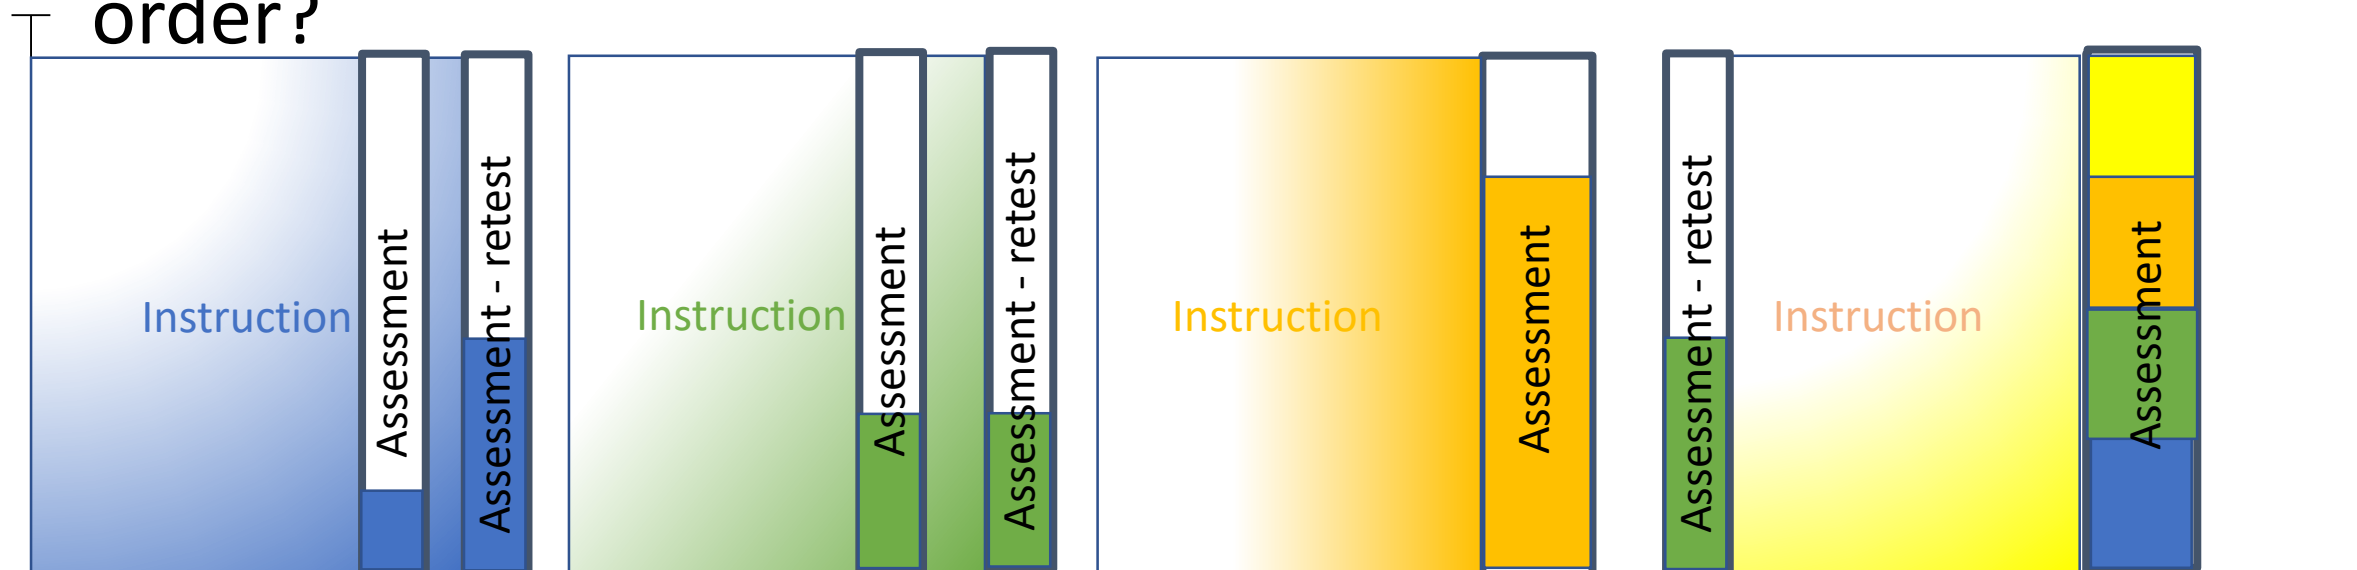 order?
Instruction
Assessment
Assessment - retest
Instruction
Assessment
Assessment - retest
Instruction
Assessment
Assessment - retest
Instruction
Assessment